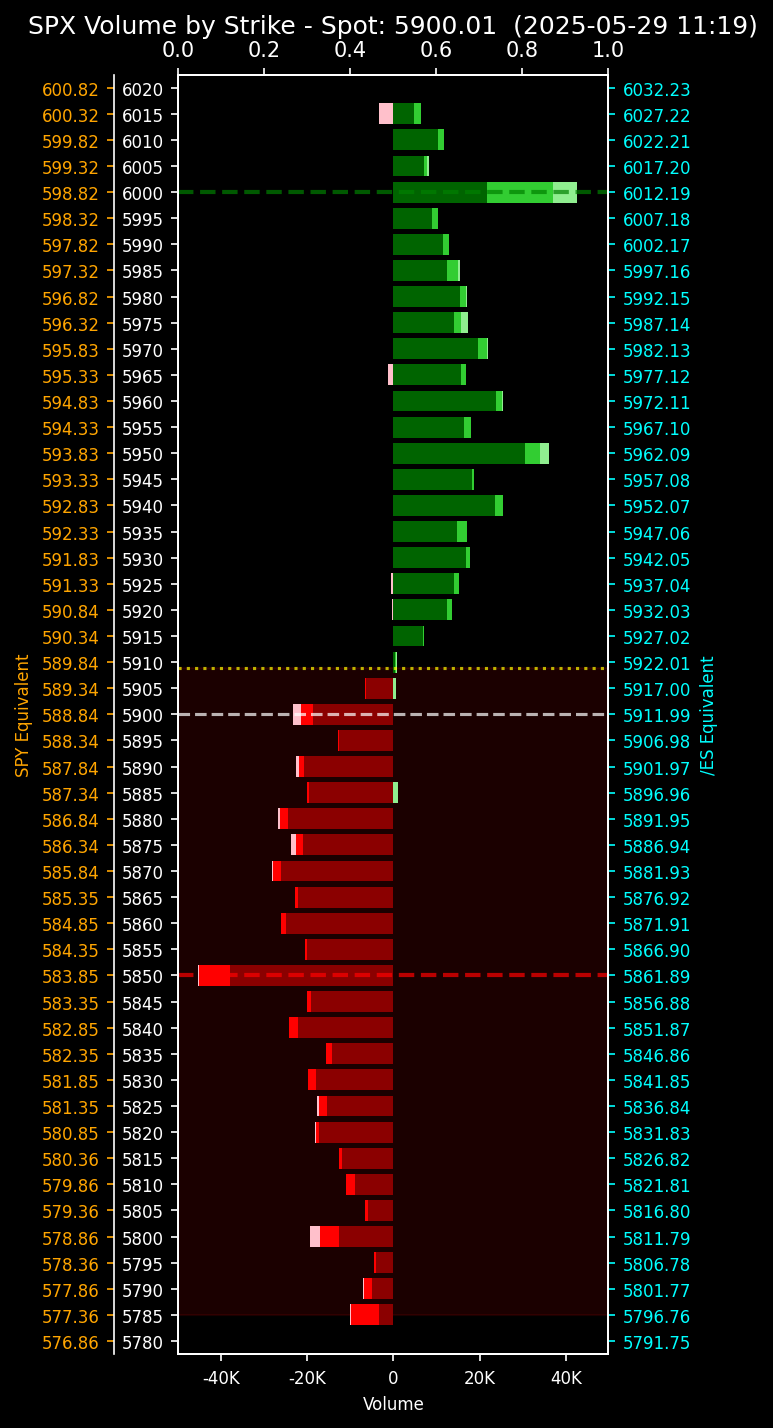 SPX Volume by Strike - Spot: 5900.01  (2025-05-29 11:19)
0.0 0.2 0.4 0.6 0.8 1.0
600.82 6020 6032.23
600.32 6015 6027.22
599.82 6010 6022.21
599.32 6005 6017.20
598.82 6000 6012.19
598.32 5995 6007.18
597.82 5990 6002.17
597.32 5985 5997.16
596.82 5980 5992.15
596.32 5975 5987.14
595.83 5970 5982.13
595.33 5965 5977.12
594.83 5960 5972.11
594.33 5955 5967.10
593.83 5950 5962.09
593.33 5945 5957.08
592.83 5940 5952.07
592.33 5935 5947.06
591.83 5930 5942.05
591.33 5925 5937.04
590.84 5920 5932.03
590.34 5915 5927.02
589.84 5910 5922.01
589.34 5905 5917.00
588.84 5900 5911.99
588.34 5895 5906.98
587.84 5890 5901.97
587.34 5885 5896.96
586.84 5880 5891.95
586.34 5875 5886.94
585.84 5870 5881.93
585.35 5865 5876.92
584.85 5860 5871.91
584.35 5855 5866.90
583.85 5850 5861.89
583.35 5845 5856.88
582.85 5840 5851.87
582.35 5835 5846.86
581.85 5830 5841.85
581.35 5825 5836.84
580.85 5820 5831.83
580.36 5815 5826.82
579.86 5810 5821.81
579.36 5805 5816.80
578.86 5800 5811.79
578.36 5795 5806.78
577.86 5790 5801.77
577.36 5785 5796.76
576.86 5780 5791.75
SPY Equivalent
/ES Equivalent
-40K -20K 0 20K 40K
Volume